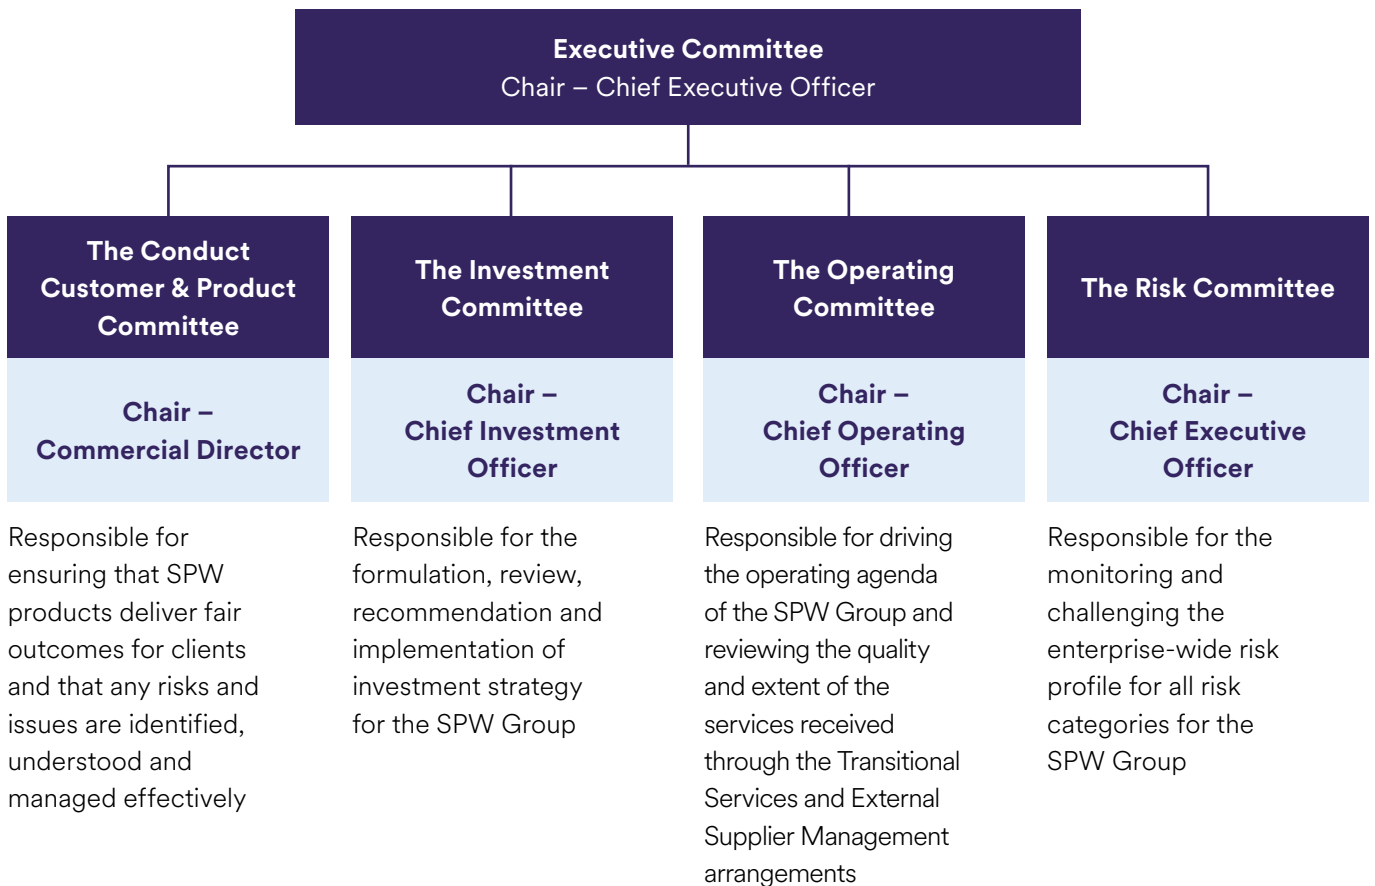 Executive Committee
Chair – Chief Executive Officer
The Conduct
Customer & Product
Committee
Chair –
Commercial Director
Responsible for
ensuring that SPW
products deliver fair
outcomes for clients
and that any risks and
issues are identified,
understood and
managed effectively
The Investment
Committee
Chair –
Chief Investment
Officer
Responsible for the
formulation, review,
recommendation and
implementation of
investment strategy
for the SPW Group
The Operating
Committee
Chair –
Chief Operating
Officer
Responsible for driving
the operating agenda
of the SPW Group and
reviewing the quality
and extent of the
services received
through the Transitional
Services and External
Supplier Management
arrangements
The Risk Committee
Chair –
Chief Executive
Officer
Responsible for the
monitoring and
challenging the
enterprise-wide risk
profile for all risk
categories for the
SPW Group